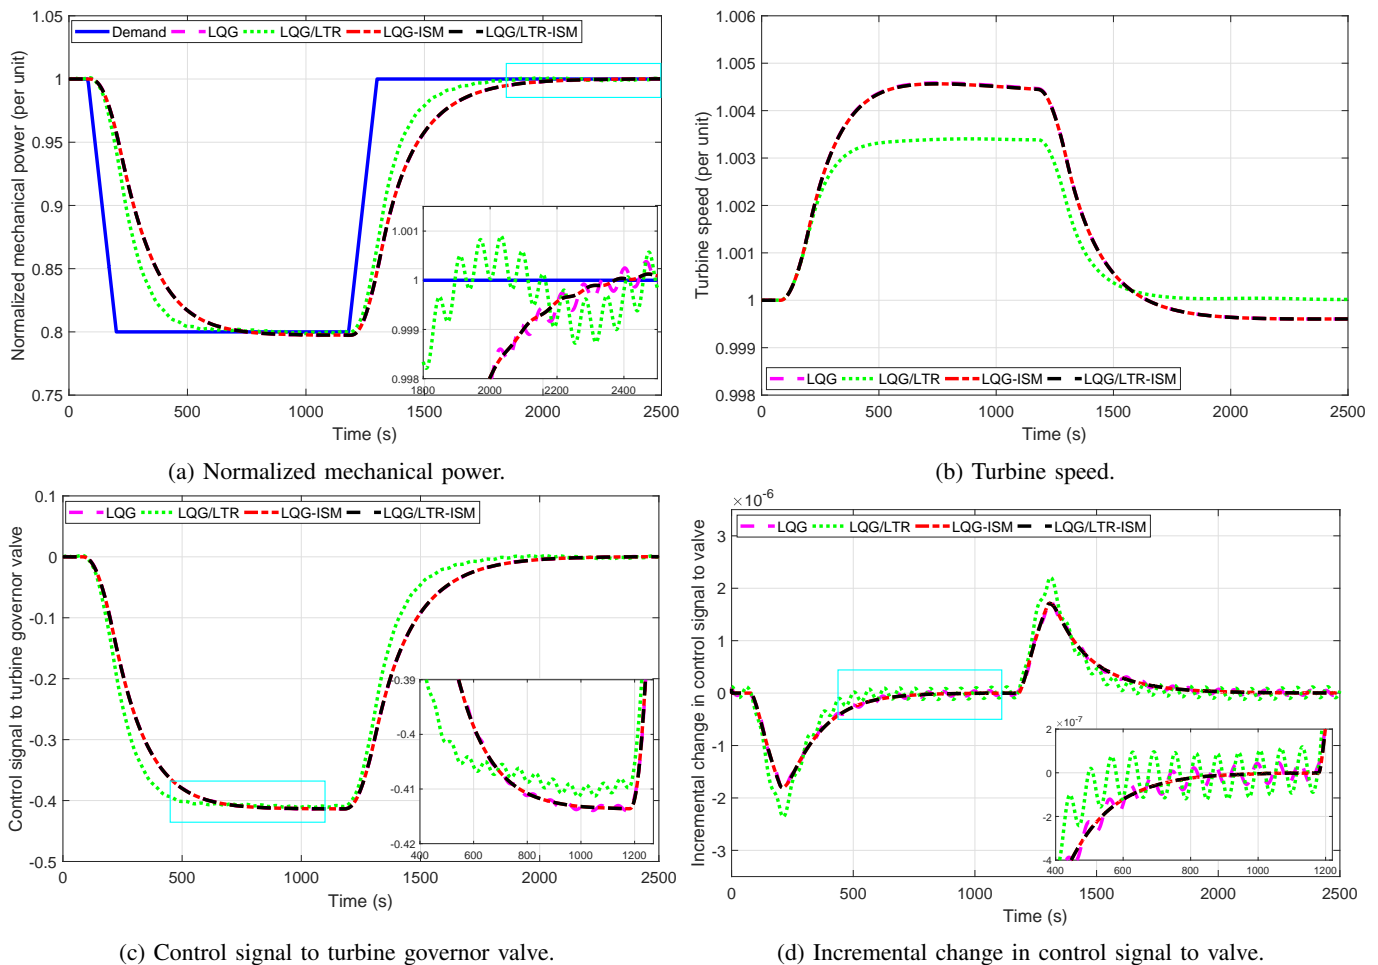 1.05
1
0.95
0.9
0.85
0.8
0.75
Normalized mechanical power (per unit)
Demand LQG LQG/LTR LQG-ISM LQG/LTR-ISM
1.001
1
0.999
0.998
1800 2000 2200 2400
0 500 1000 1500 2000 2500
Time (s)
(a) Normalized mechanical power.
1.006
1.005
1.004
1.003
1.002
1.001
1
0.999
0.998
Turbine speed (per unit)
LQG LQG/LTR LQG-ISM LQG/LTR-ISM
0 500 1000 1500 2000 2500
Time (s)
(b) Turbine speed.
0.1
0
-0.1
-0.2
-0.3
-0.4
-0.5
Control signal to turbine governor valve
LQG LQG/LTR LQG-ISM LQG/LTR-ISM
-0.39
-0.4
-0.41
-0.42
400 600 800 1000 1200
0 500 1000 1500 2000 2500
Time (s)
(c) Control signal to turbine governor valve.
×10⁻⁶
3
2
1
0
-1
-2
-3
Incremental change in control signal to valve
LQG LQG/LTR LQG-ISM LQG/LTR-ISM
×10⁻⁷
2
0
-2
-4
400 600 800 1000 1200
0 500 1000 1500 2000 2500
Time (s)
(d) Incremental change in control signal to valve.